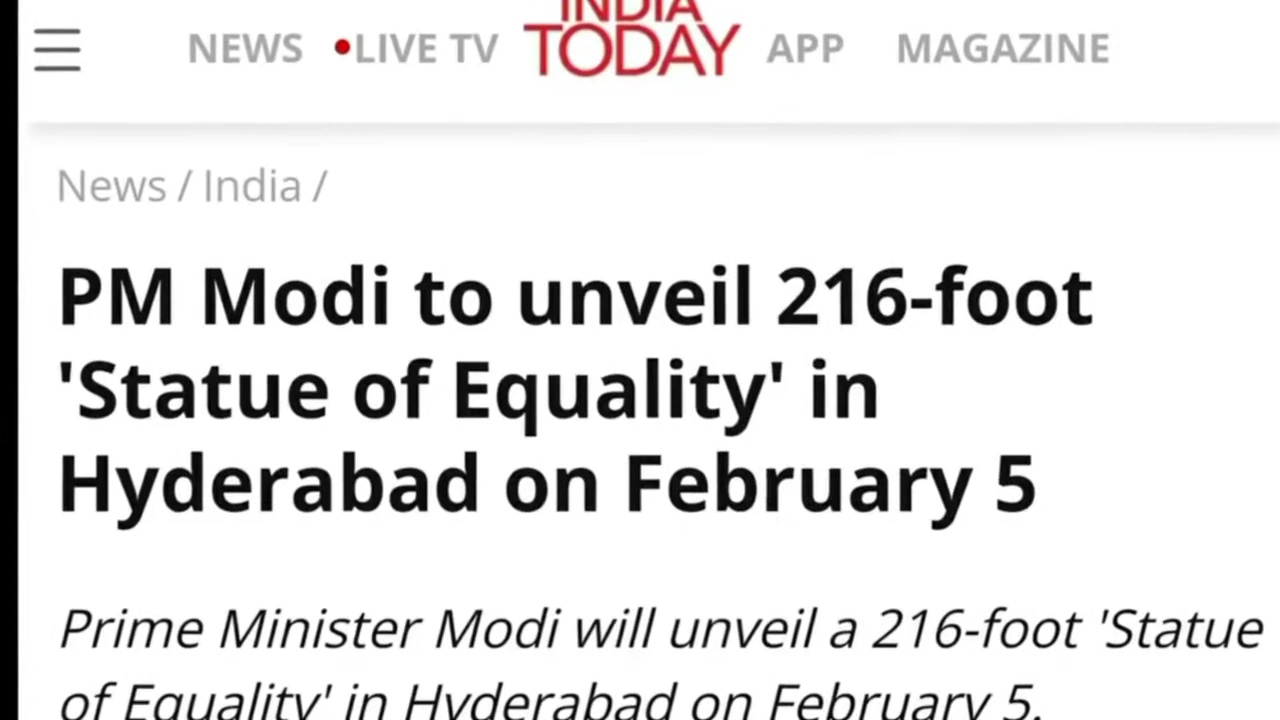 NEWS •LIVE TV INDIA TODAY APP MAGAZINE
News / India /
PM Modi to unveil 216-foot
'Statue of Equality' in
Hyderabad on February 5
Prime Minister Modi will unveil a 216-foot 'Statue
of Equality' in Hyderabad on February 5.